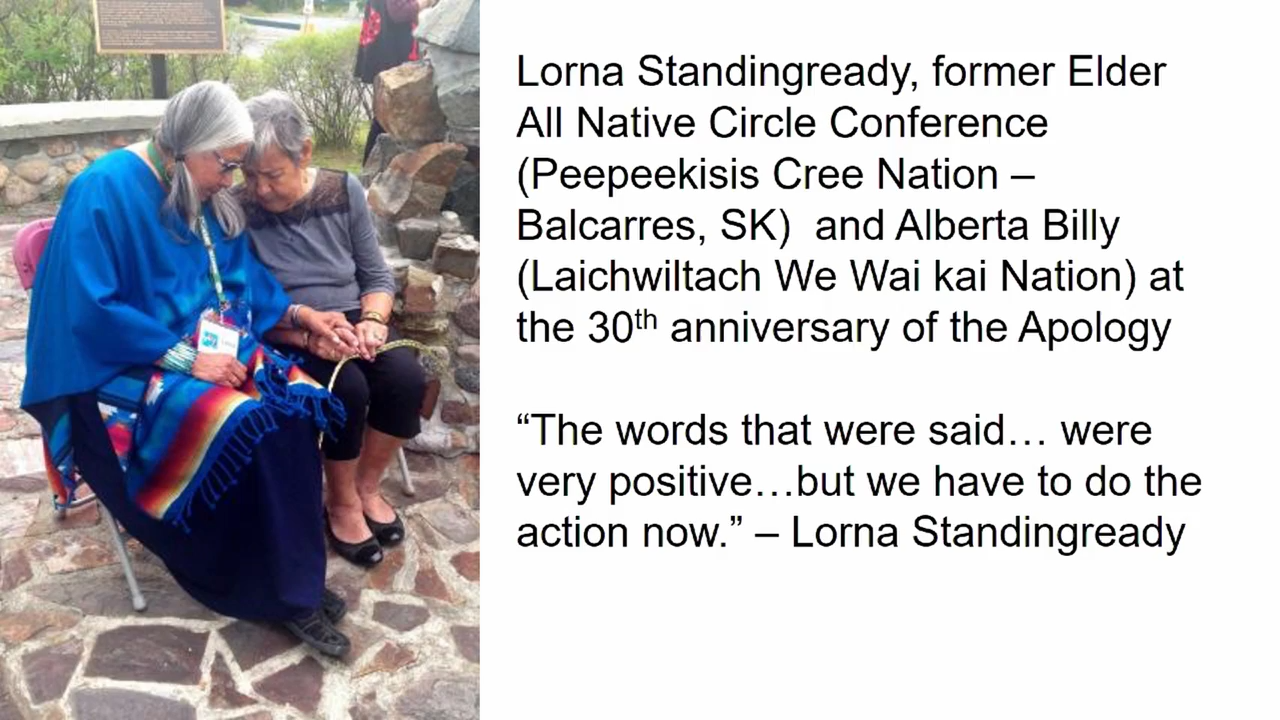 Lorna Standingready, former Elder
All Native Circle Conference
(Peepeekisis Cree Nation –
Balcarres, SK)  and Alberta Billy
(Laichwiltach We Wai kai Nation) at
the 30th anniversary of the Apology
“The words that were said… were
very positive…but we have to do the
action now.” – Lorna Standingready